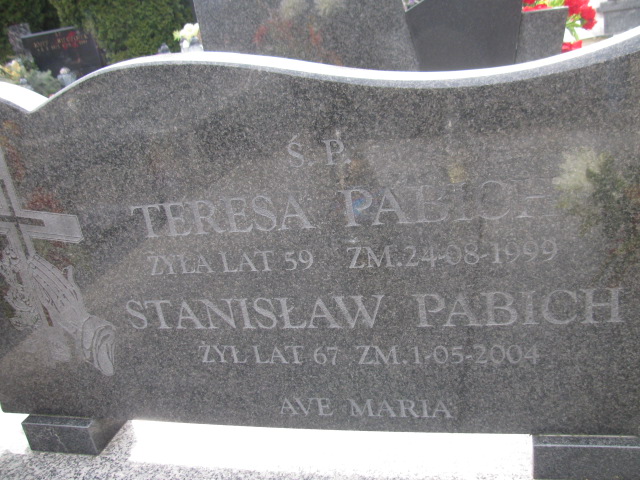 Ś.P.
TERESA PABICH
ŻYŁA LAT 59 ZM.24-08-1999
STANISŁAW PABICH
ŻYŁ LAT 67 ZM.1-05-2004
AVE MARIA